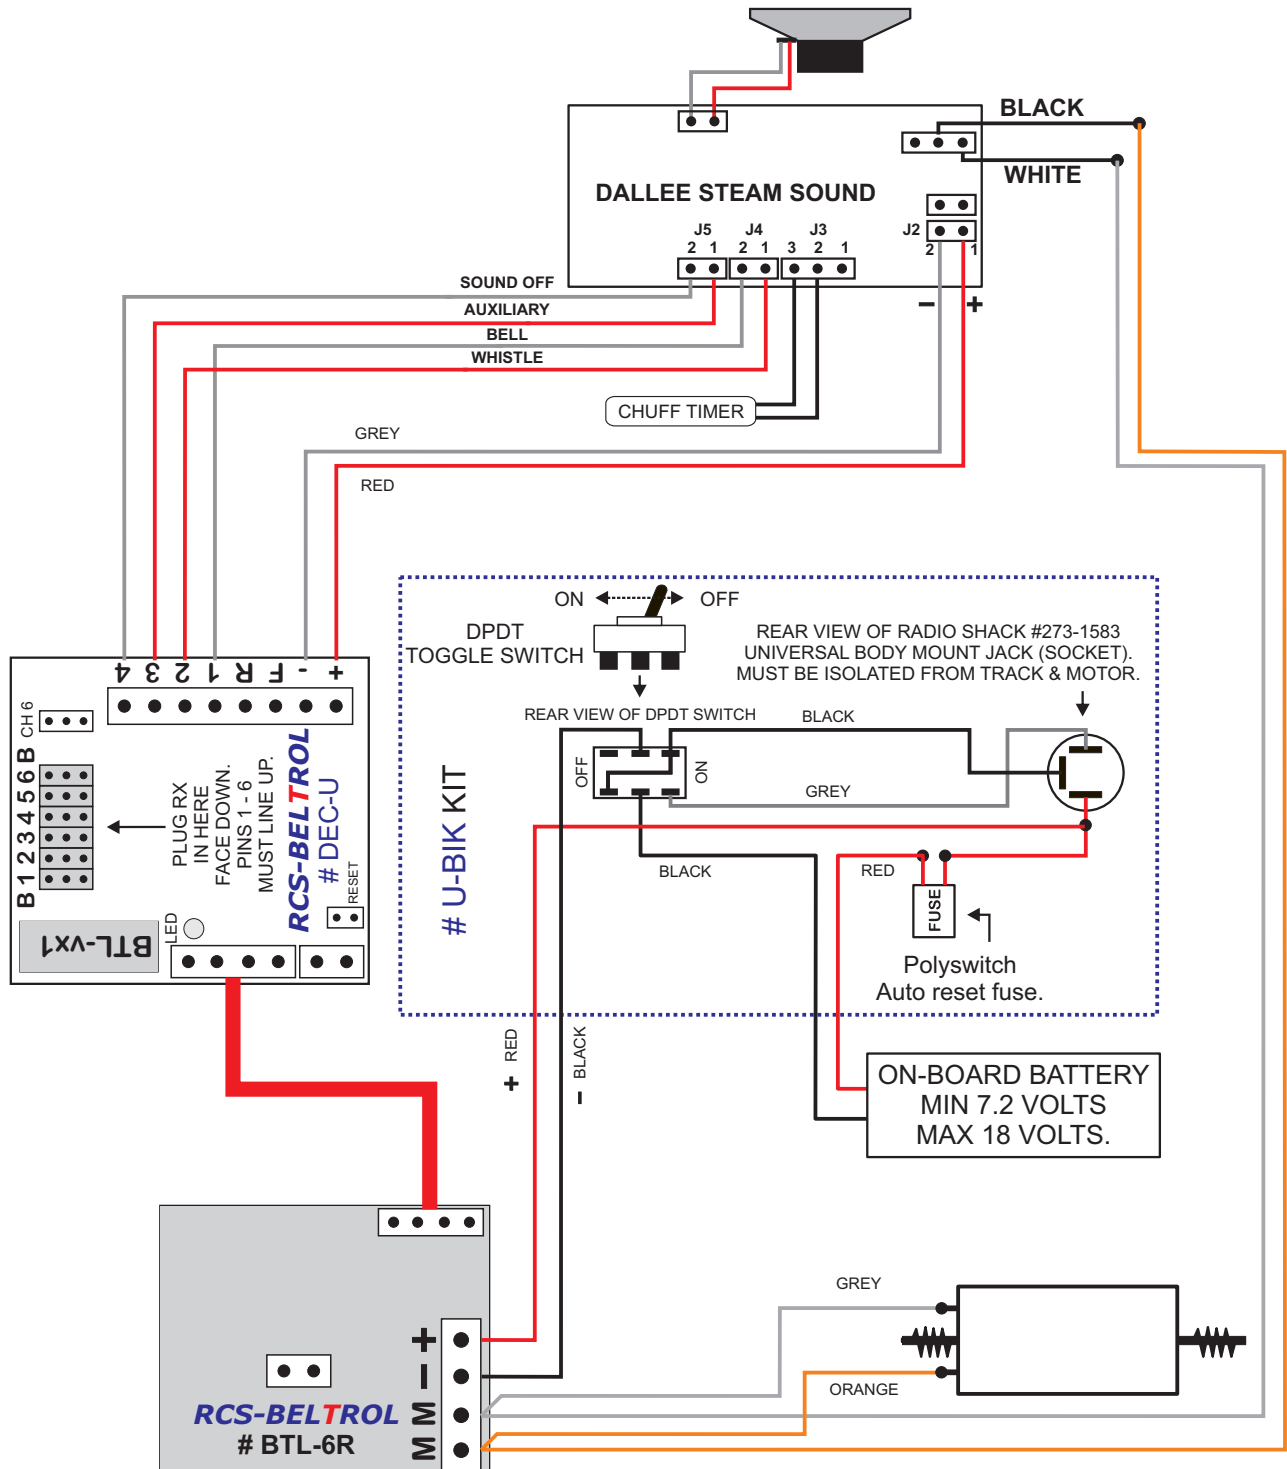 BLACK
WHITE
DALLEE STEAM SOUND
J5 J4 J3
2 1 2 1 3 2 1
J2
2 1
- +
SOUND OFF
AUXILIARY
BELL
WHISTLE
CHUFF TIMER
GREY
RED
ON OFF
DPDT
TOGGLE SWITCH
REAR VIEW OF RADIO SHACK #273-1583
UNIVERSAL BODY MOUNT JACK (SOCKET).
MUST BE ISOLATED FROM TRACK & MOTOR.
REAR VIEW OF DPDT SWITCH
BLACK
OFF
ON
GREY
BLACK
RED
FUSE
Polyswitch
Auto reset fuse.
# U-BIK KIT
4 3 2 1 R F - +
CH 6
B 1 2 3 4 5 6 B
PLUG RX
IN HERE
FACE DOWN.
PINS 1 - 6
MUST LINE UP.
RCS-BELTROL
# DEC-U
RESET
LED
BTL-vx1
+ RED
- BLACK
ON-BOARD BATTERY
MIN 7.2 VOLTS
MAX 18 VOLTS.
GREY
ORANGE
+
-
M
M
RCS-BELTROL
# BTL-6R